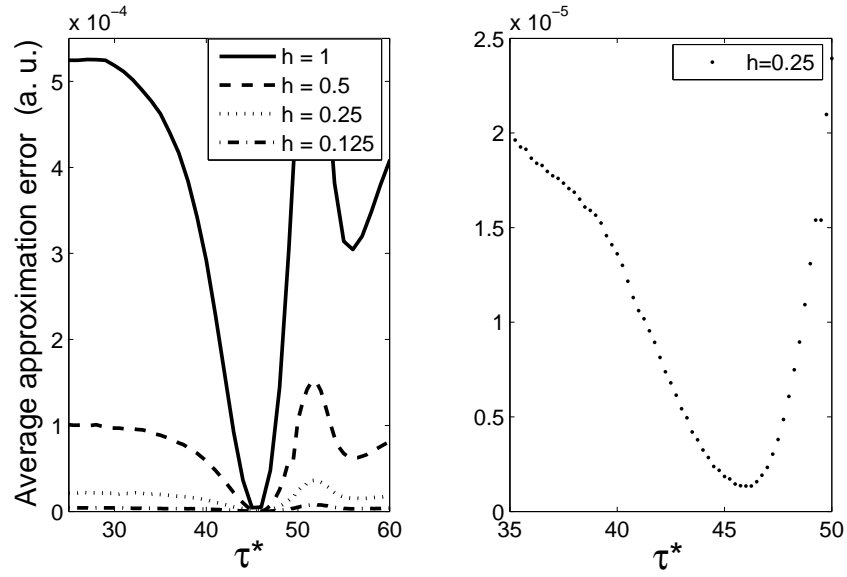 x 10⁻⁴
5
4
3
2
1
0
30
40
50
60
Average approximation error (a. u.)
τ*
h = 1
h = 0.5
h = 0.25
h = 0.125
x 10⁻⁵
2.5
2
1.5
1
0.5
0
35
40
45
50
τ*
h=0.25